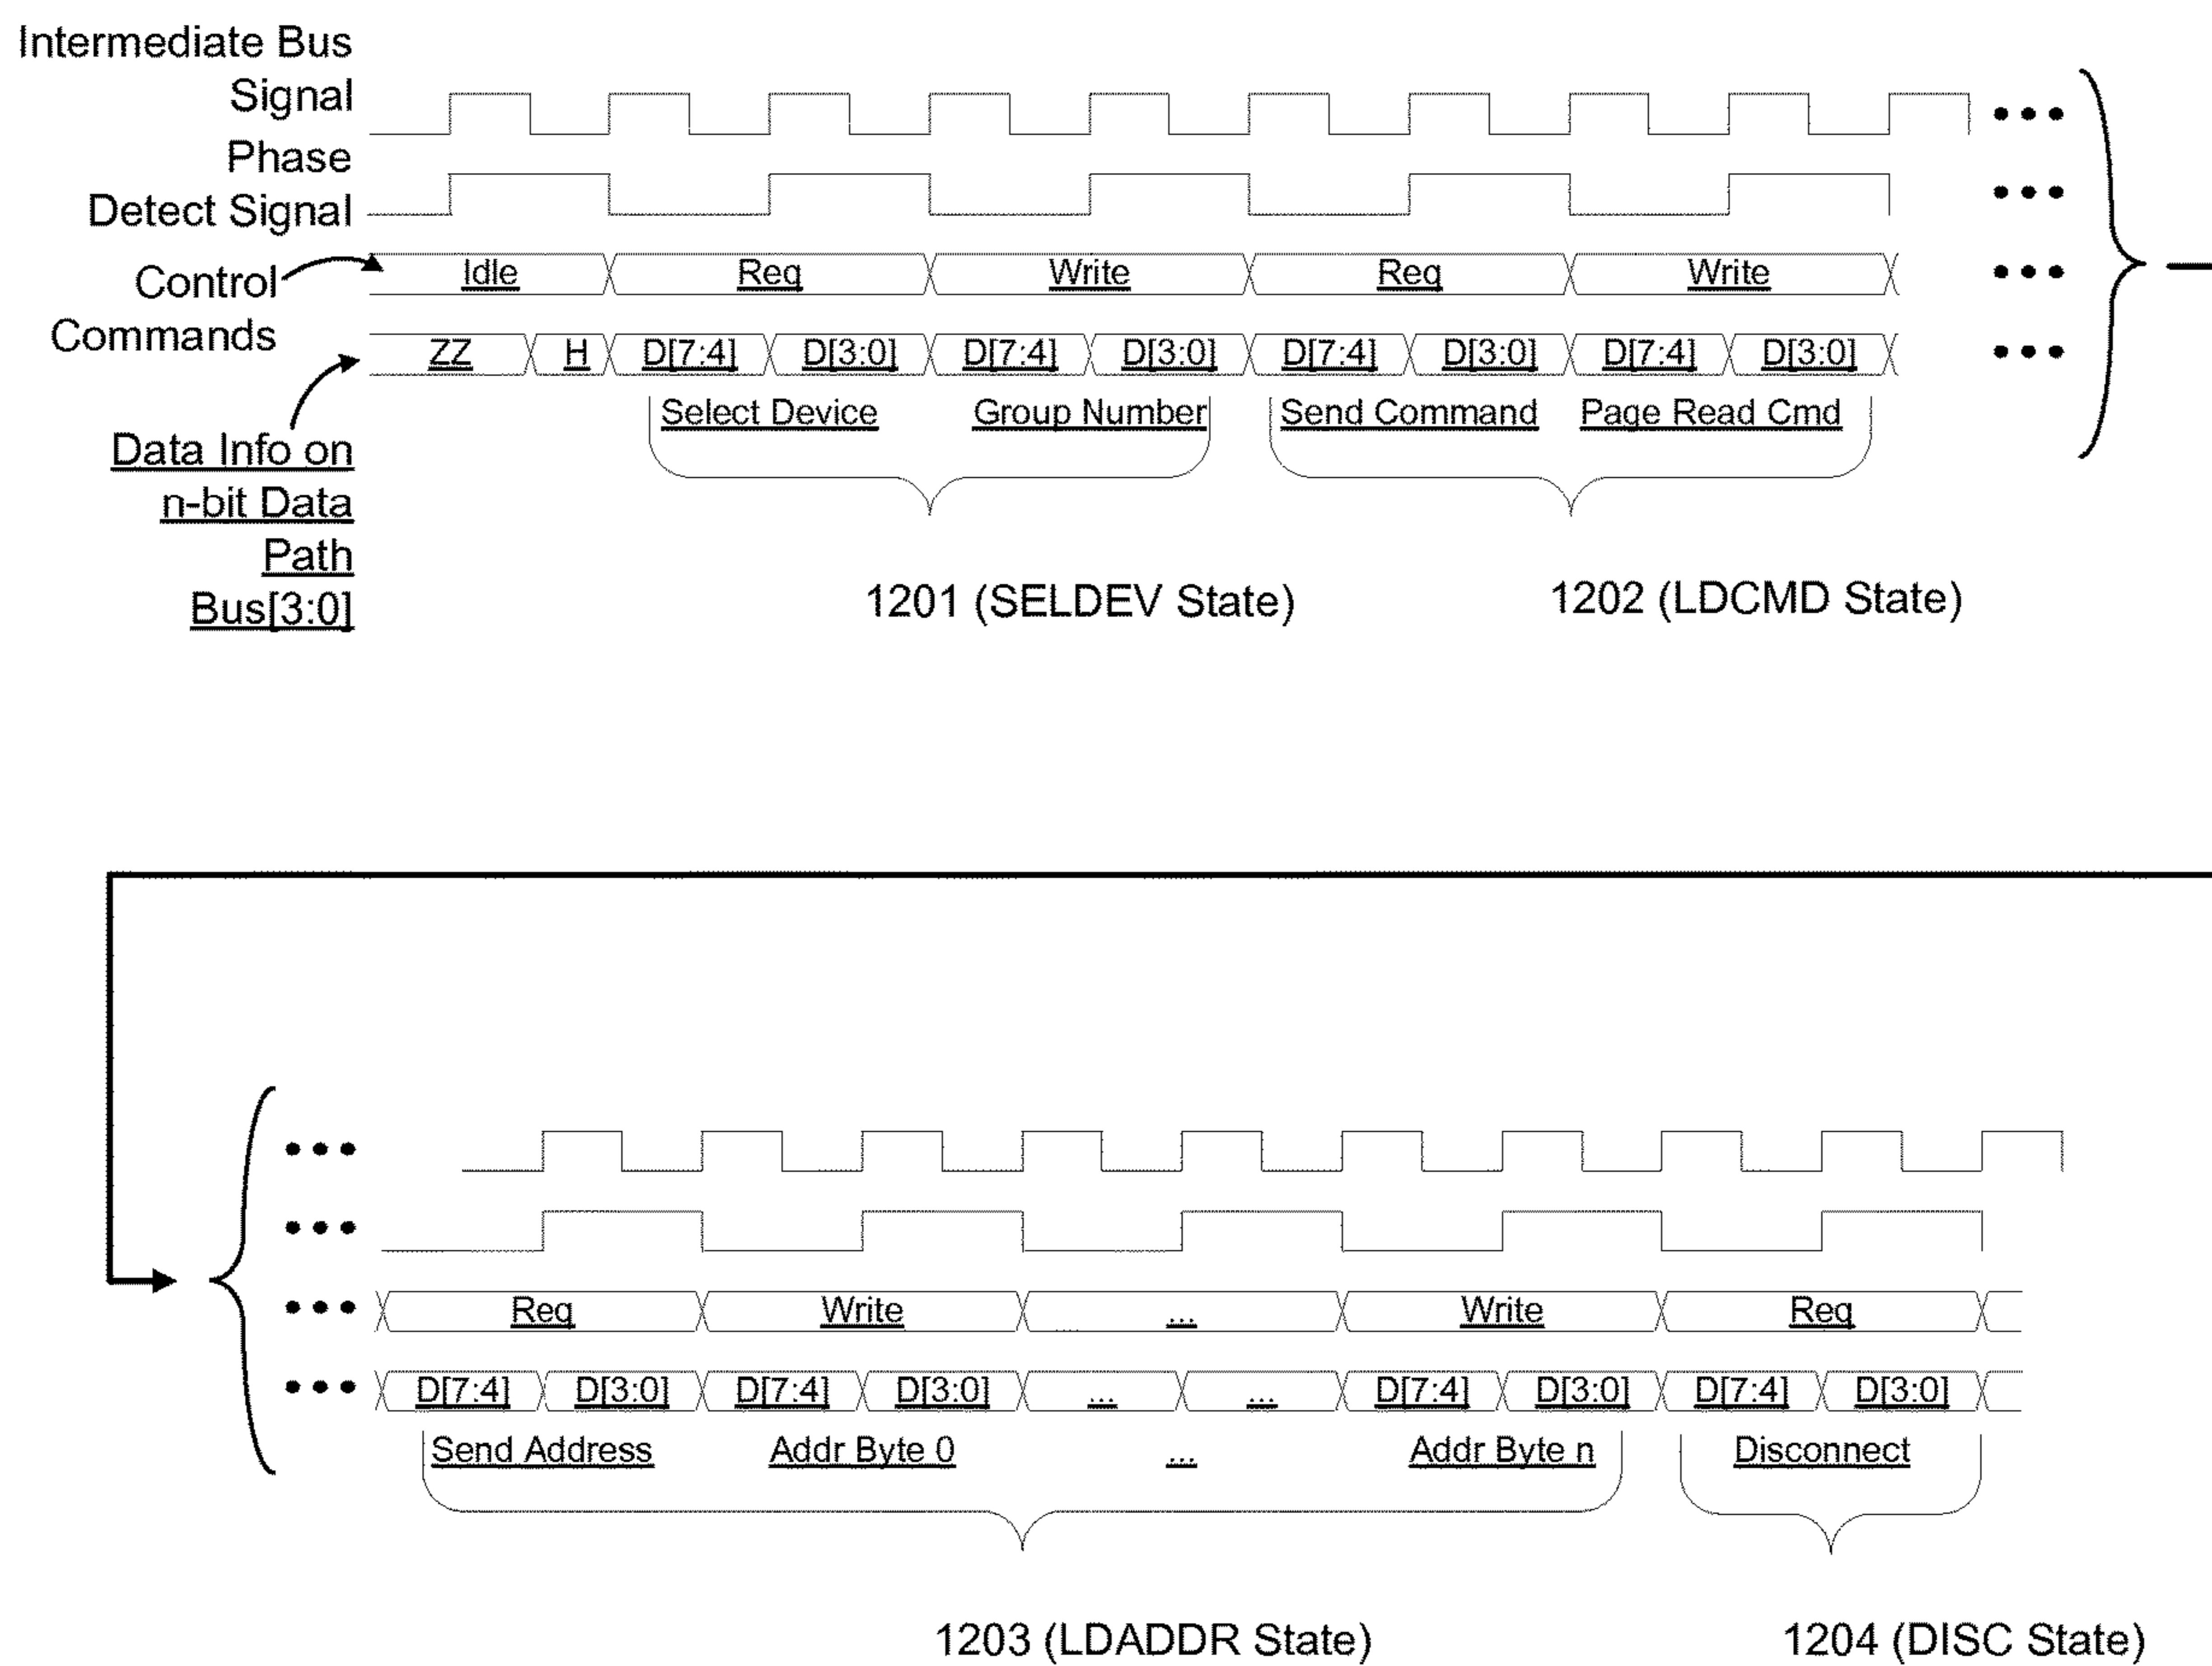 Intermediate Bus
Signal
Phase
Detect Signal
Control
Commands
Idle Req Write Req Write
ZZ H D[7:4] D[3:0] D[7:4] D[3:0] D[7:4] D[3:0] D[7:4] D[3:0]
Select Device Group Number Send Command Page Read Cmd
Data Info on
n-bit Data
Path
Bus[3:0]
1201 (SELDEV State) 1202 (LDCMD State)
Req Write ... Write Req
D[7:4] D[3:0] D[7:4] D[3:0] ... ... D[7:4] D[3:0] D[7:4] D[3:0]
Send Address Addr Byte 0 ... Addr Byte n Disconnect
1203 (LDADDR State) 1204 (DISC State)